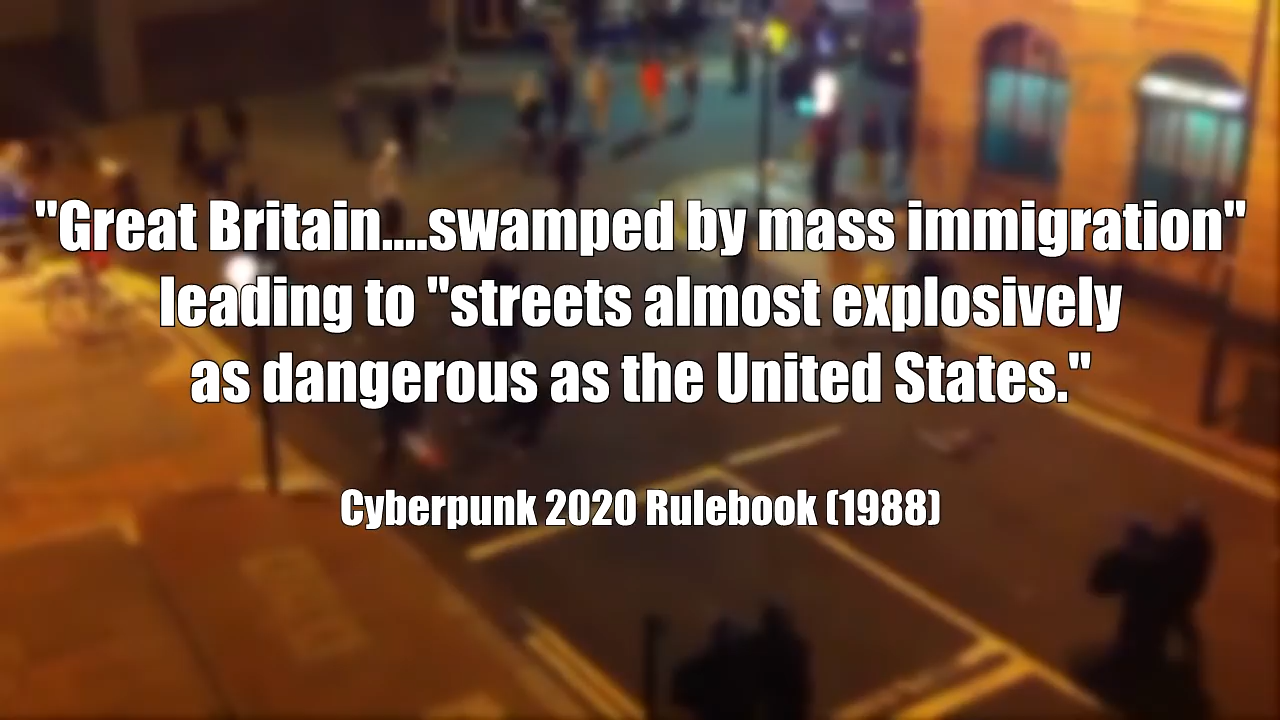 "Great Britain....swamped by mass immigration"
leading to "streets almost explosively
as dangerous as the United States."
Cyberpunk 2020 Rulebook (1988)